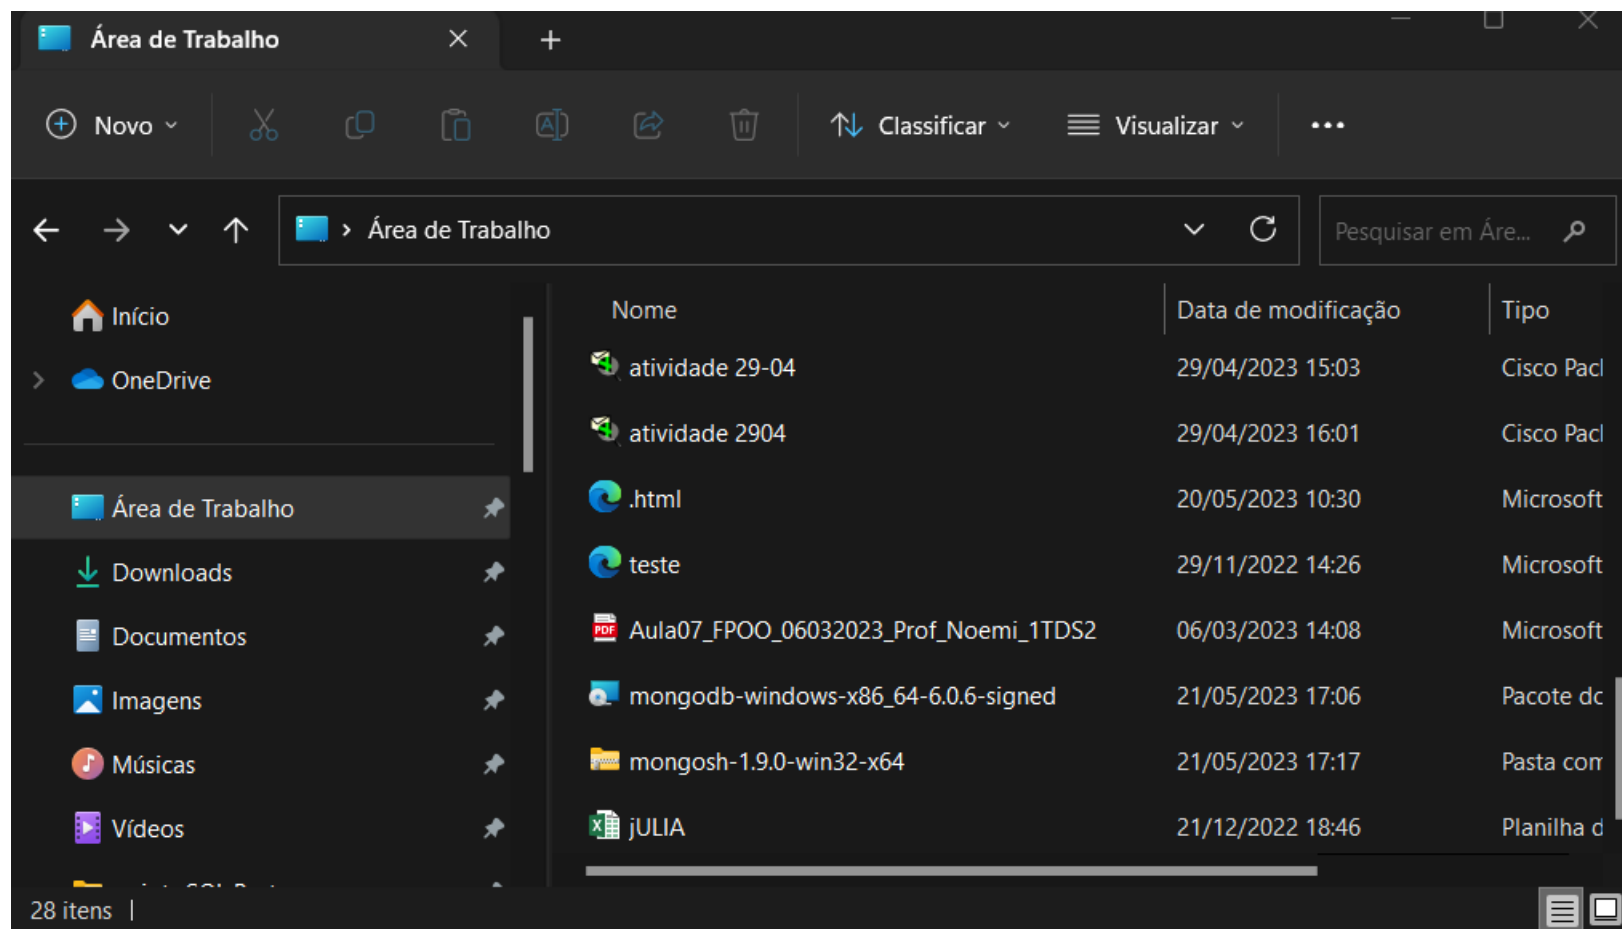 Área de Trabalho
Novo
Classificar
Visualizar
Área de Trabalho
Pesquisar em Áre...
Início
OneDrive
Área de Trabalho
Downloads
Documentos
Imagens
Músicas
Vídeos
Nome Data de modificação Tipo
atividade 29-04 29/04/2023 15:03 Cisco Pacl
atividade 2904 29/04/2023 16:01 Cisco Pacl
.html 20/05/2023 10:30 Microsoft
teste 29/11/2022 14:26 Microsoft
PDF Aula07_FPOO_06032023_Prof_Noemi_1TDS2 06/03/2023 14:08 Microsoft
mongodb-windows-x86_64-6.0.6-signed 21/05/2023 17:06 Pacote dc
mongosh-1.9.0-win32-x64 21/05/2023 17:17 Pasta com
jULIA 21/12/2022 18:46 Planilha d
28 itens